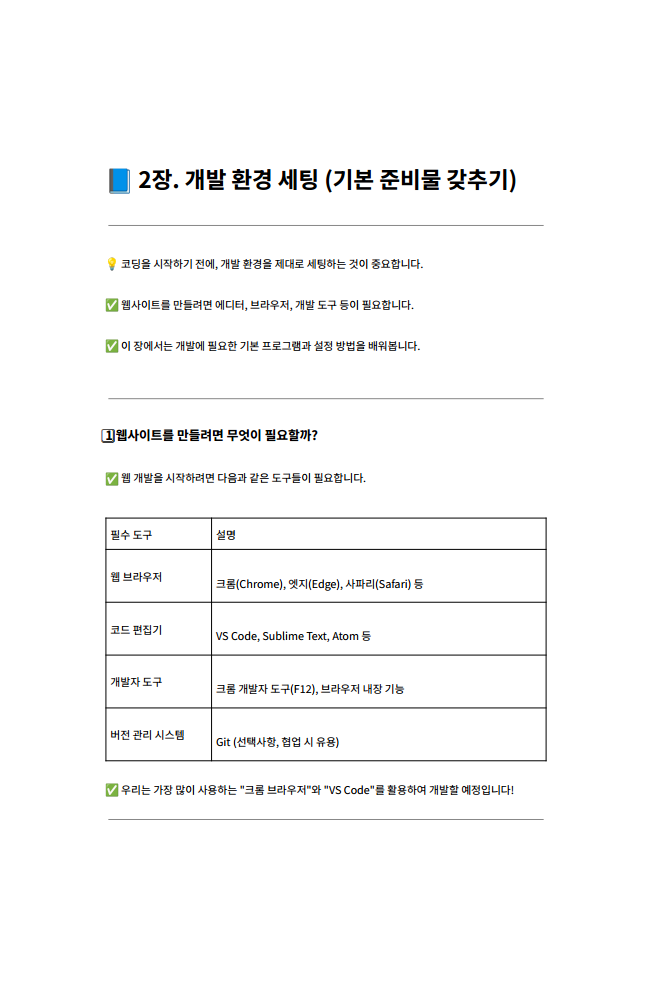 📘 2장. 개발 환경 세팅 (기본 준비물 갖추기)
💡 코딩을 시작하기 전에, 개발 환경을 제대로 세팅하는 것이 중요합니다.
✅ 웹사이트를 만들려면 에디터, 브라우저, 개발 도구 등이 필요합니다.
✅ 이 장에서는 개발에 필요한 기본 프로그램과 설정 방법을 배워봅니다.
1️⃣웹사이트를 만들려면 무엇이 필요할까?
✅ 웹 개발을 시작하려면 다음과 같은 도구들이 필요합니다.
필수 도구 설명
웹 브라우저 크롬(Chrome), 엣지(Edge), 사파리(Safari) 등
코드 편집기 VS Code, Sublime Text, Atom 등
개발자 도구 크롬 개발자 도구(F12), 브라우저 내장 기능
버전 관리 시스템 Git (선택사항, 협업 시 유용)
✅ 우리는 가장 많이 사용하는 "크롬 브라우저"와 "VS Code"를 활용하여 개발할 예정입니다!